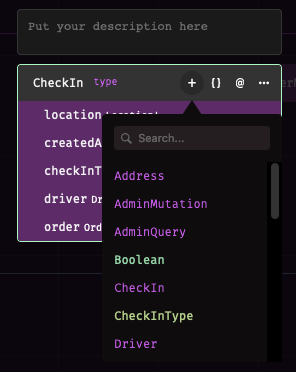 Put your description here
CheckIn type + {} @ ...
location
createdA
checkInT
driver Dr
order Ord
Search...
Address
AdminMutation
AdminQuery
Boolean
CheckIn
CheckInType
Driver